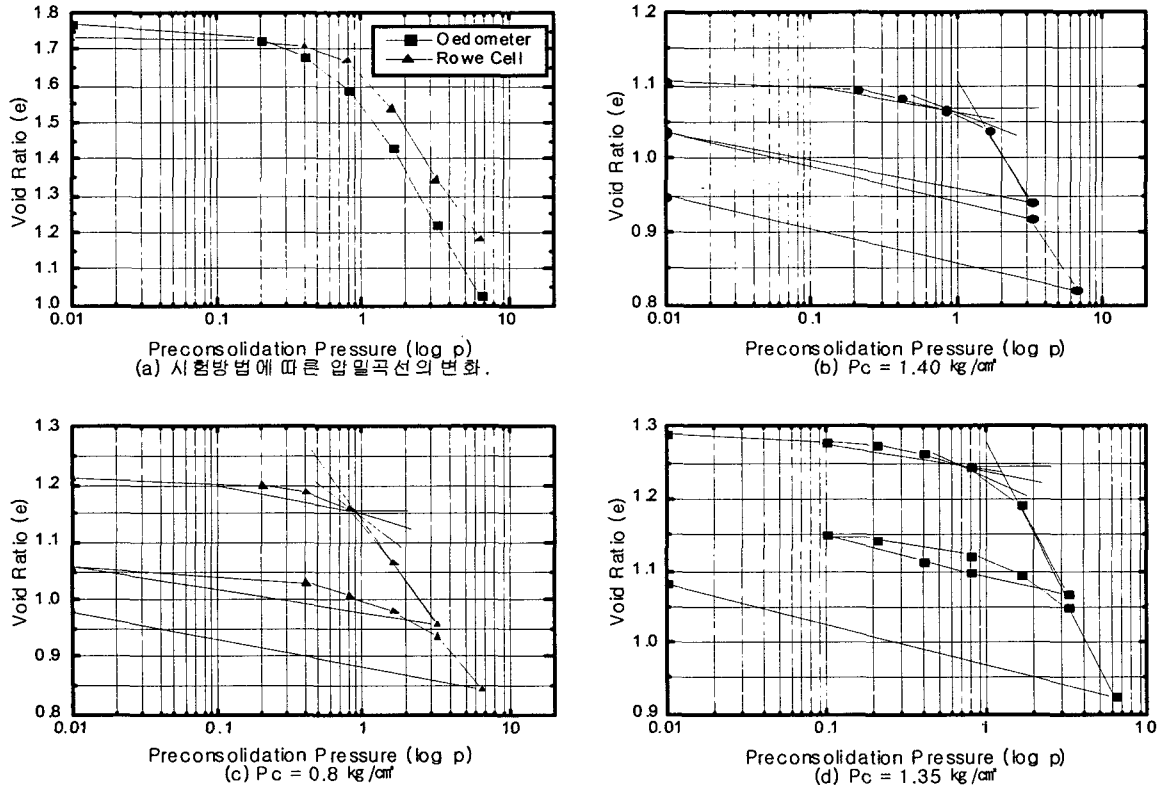 1.8
1.7
1.6
1.5
1.4
1.3
1.2
1.1
1.0
Void Ratio (e)
Oedometer
Rowe Cell
0.01
0.1
1
10
Preconsolidation Pressure (log p)
(a) 시험방법에 따른 압밀곡선의 변화.
1.2
1.1
1.0
0.9
0.8
Void Ratio (e)
0.01
0.1
1
10
Preconsolidation Pressure (log p)
(b) Pc = 1.40 kg/㎠
1.3
1.2
1.1
1.0
0.9
0.8
Void Ratio (e)
0.01
0.1
1
10
Preconsolidation Pressure (log p)
(c) Pc = 0.8 kg/㎠
1.3
1.2
1.1
1.0
0.9
Void Ratio (e)
0.01
0.1
1
10
Preconsolidation Pressure (log p)
(d) Pc = 1.35 kg/㎠